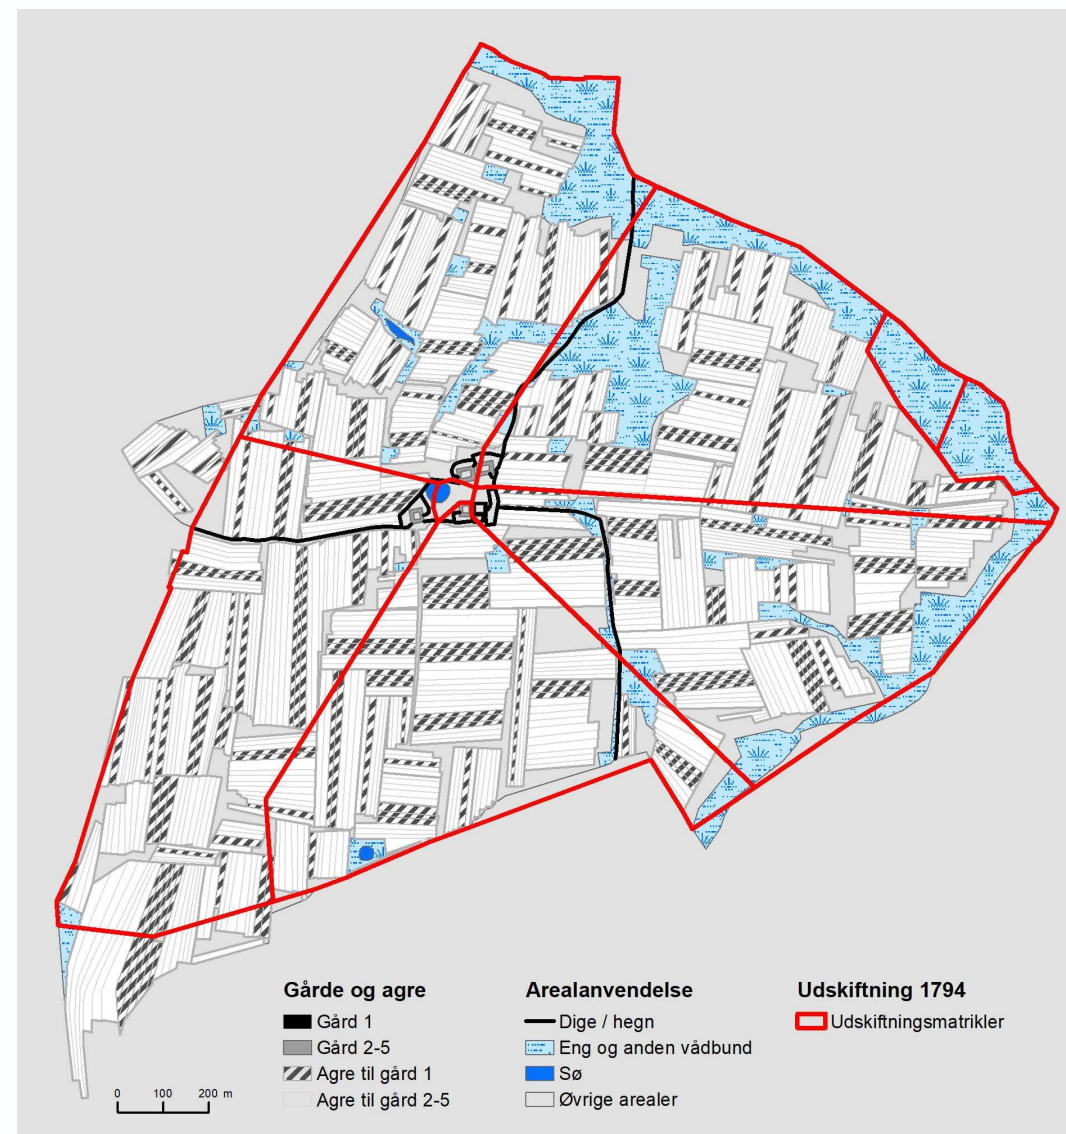 Gårde og agre
Gård 1
Gård 2-5
Agre til gård 1
Agre til gård 2-5
0 100 200 m
Arealanvendelse
Dige / hegn
Eng og anden vådbund
Sø
Øvrige arealer
Udskiftning 1794
Udskiftningsmatrikler